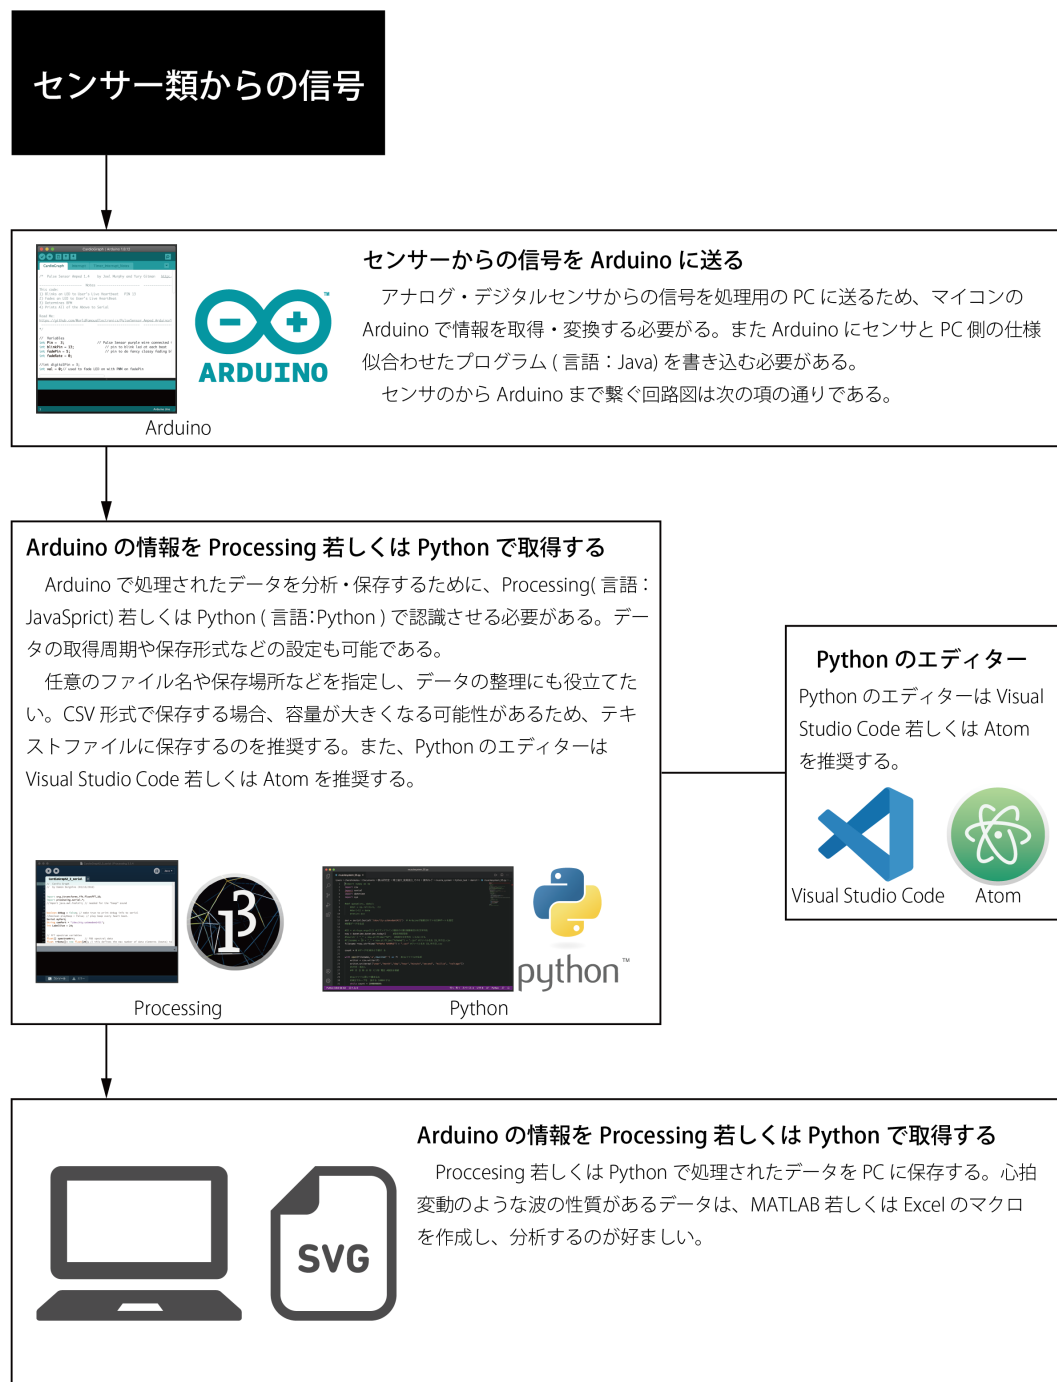 センサー類からの信号
センサーからの信号を Arduino に送る
アナログ・デジタルセンサからの信号を処理用の PC に送るため、マイコンの
Arduino で情報を取得・変換する必要がる。また Arduino にセンサと PC 側の仕様
似合わせたプログラム ( 言語：Java) を書き込む必要がある。
センサのから Arduino まで繋ぐ回路図は次の項の通りである。
ARDUINO
Arduino
Arduino の情報を Processing 若しくは Python で取得する
Arduino で処理されたデータを分析・保存するために、Processing( 言語：
JavaSprict) 若しくは Python ( 言語：Python ) で認識させる必要がある。デー
タの取得周期や保存形式などの設定も可能である。
任意のファイル名や保存場所などを指定し、データの整理にも役立てた
い。CSV 形式で保存する場合、容量が大きくなる可能性があるため、テキ
ストファイルに保存するのを推奨する。また、Python のエディターは
Visual Studio Code 若しくは Atom を推奨する。
3
python™
Processing
Python
Python のエディター
Python のエディターは Visual
Studio Code 若しくは Atom
を推奨する。
Visual Studio Code
Atom
Arduino の情報を Processing 若しくは Python で取得する
Proccesing 若しくは Python で処理されたデータを PC に保存する。心拍
変動のような波の性質があるデータは、MATLAB 若しくは Excel のマクロ
を作成し、分析するのが好ましい。
SVG